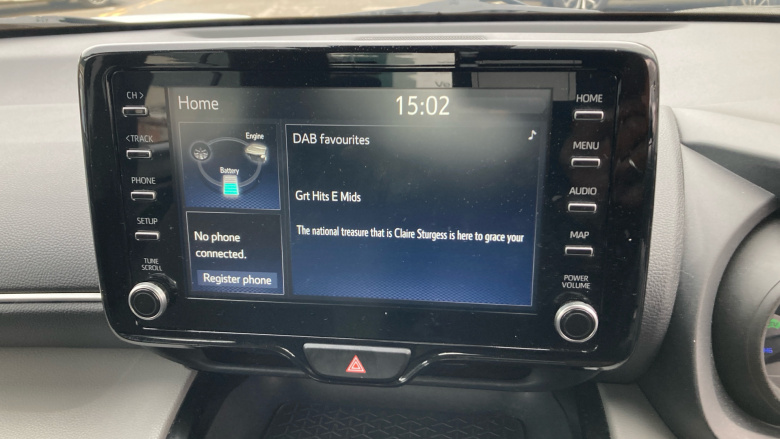 CH >
< TRACK
PHONE
SETUP
TUNE
SCROLL
Home
15:02
Engine
Battery
No phone
connected.
Register phone
DAB favourites
Grt Hits E Mids
The national treasure that is Claire Sturgess is here to grace your
HOME
MENU
AUDIO
MAP
POWER
VOLUME